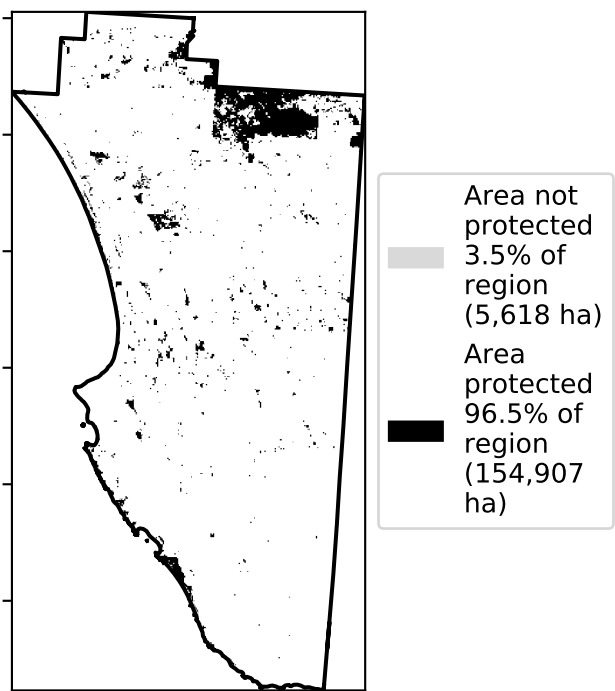 Area not
protected
3.5% of
region
(5,618 ha)
Area
protected
96.5% of
region
(154,907
ha)